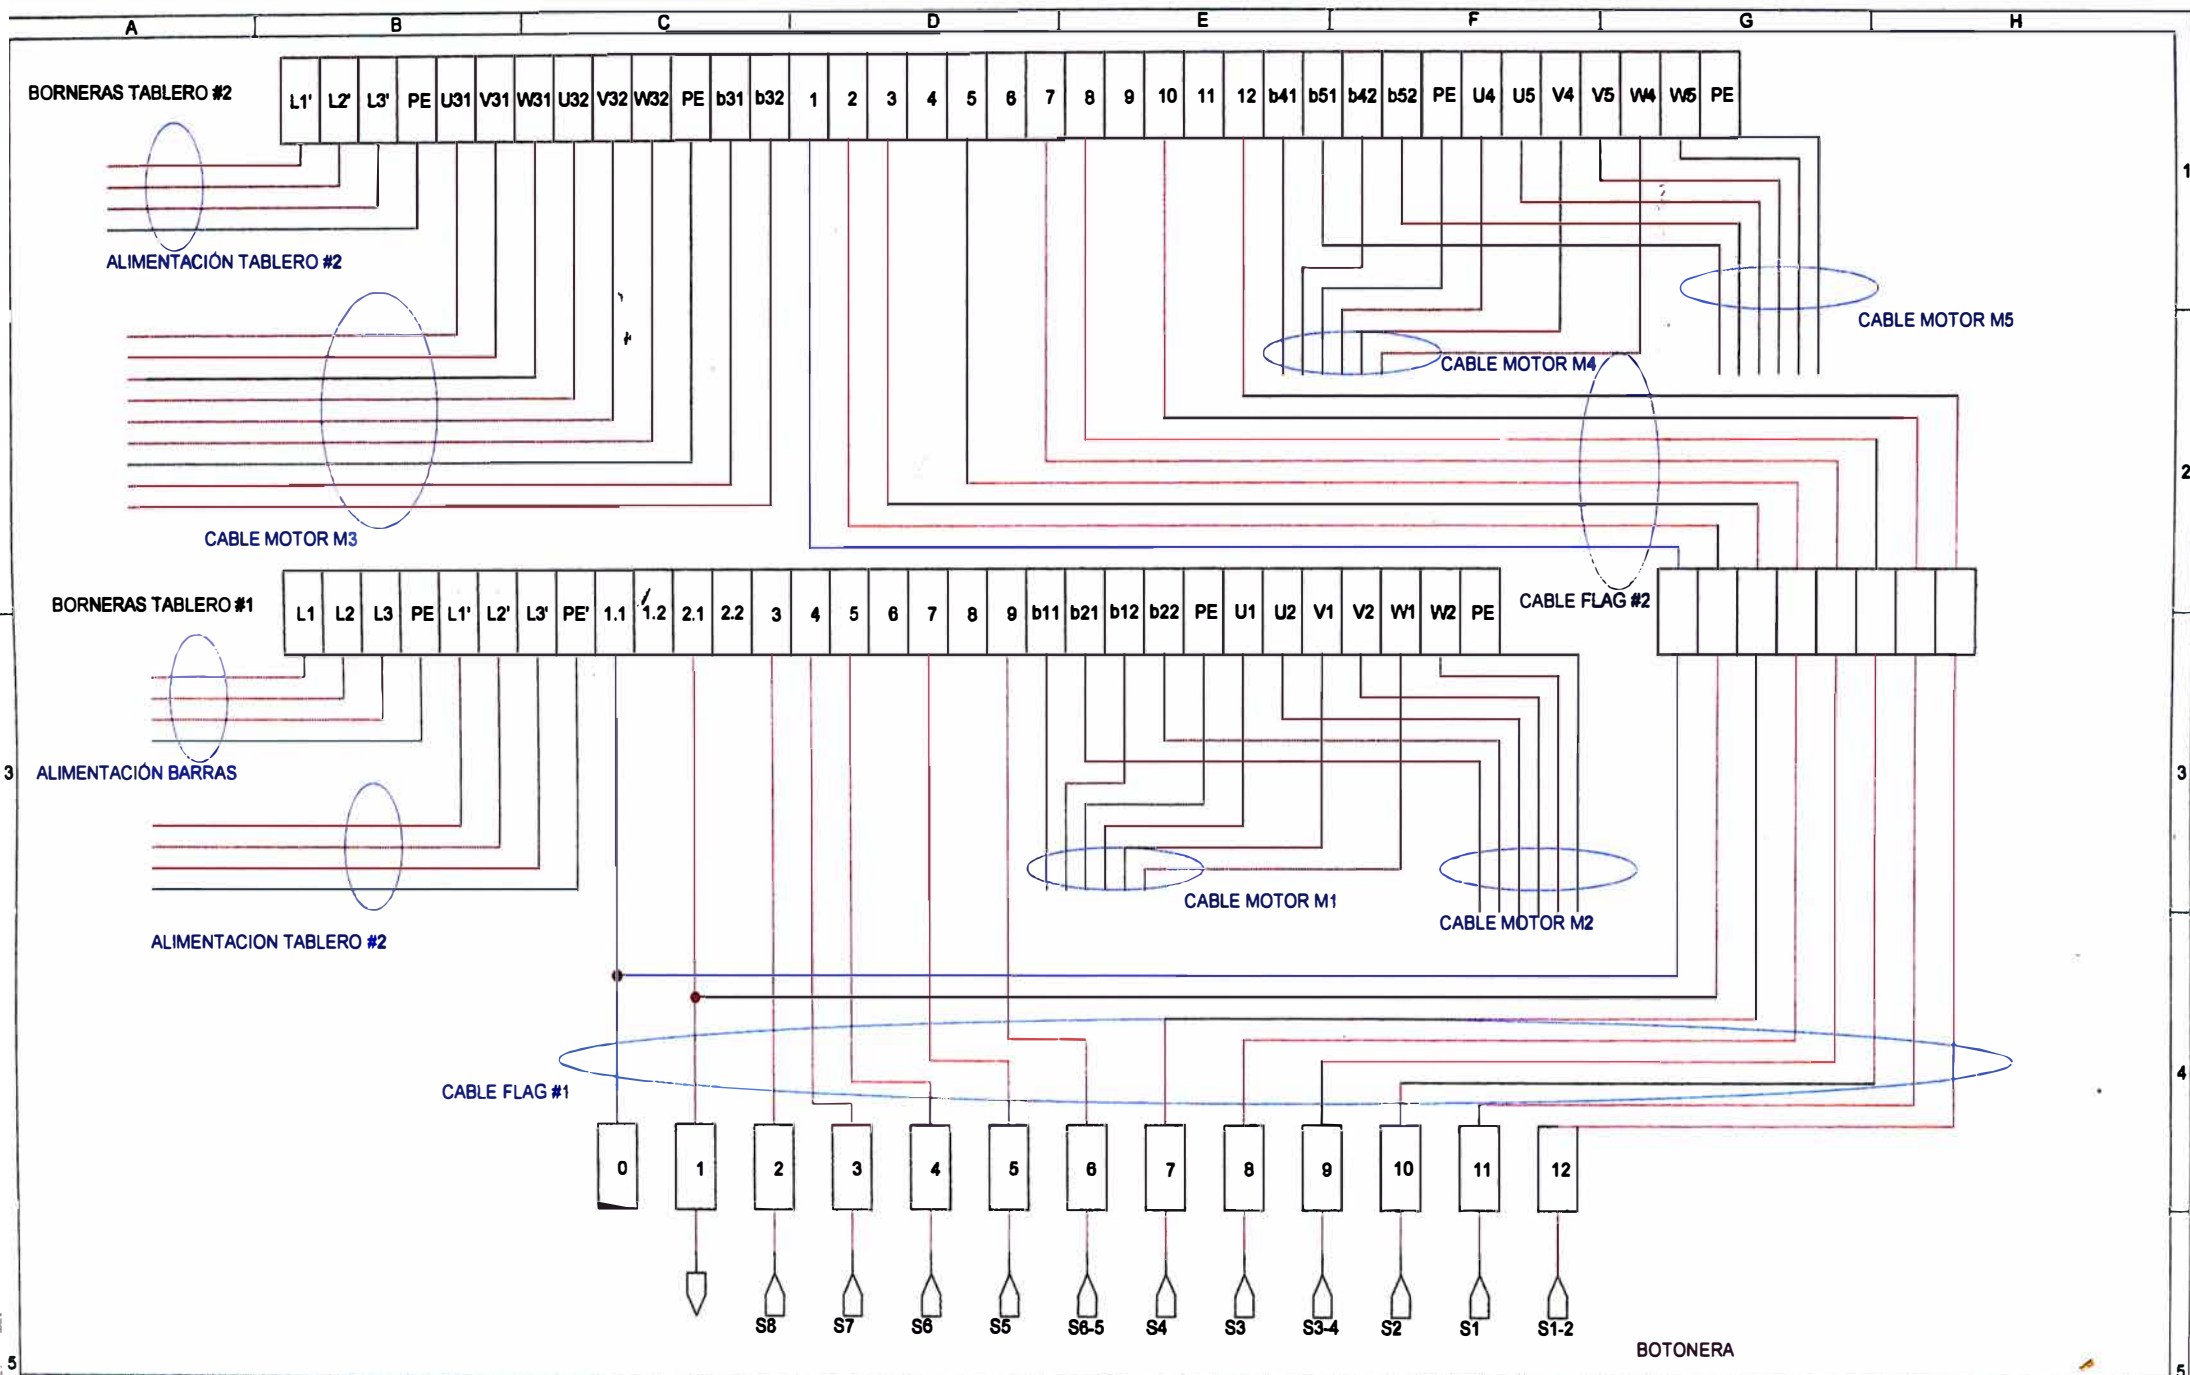 A B C D E F G H
BORNERAS TABLERO #2
L1' L2' L3' PE U31 V31 W31 U32 V32 W32 PE b31 b32 1 2 3 4 5 6 7 8 9 10 11 12 b41 b51 b42 b52 PE U4 U5 V4 V5 W4 W5 PE
1
ALIMENTACIÓN TABLERO #2
CABLE MOTOR M5
CABLE MOTOR M4
2
CABLE MOTOR M3
BORNERAS TABLERO #1
L1 L2 L3 PE L1' L2' L3' PE' 1.1 1.2 2.1 2.2 3 4 5 6 7 8 9 b11 b21 b12 b22 PE U1 U2 V1 V2 W1 W2 PE
CABLE FLAG #2
3 ALIMENTACIÓN BARRAS 3
CABLE MOTOR M1
CABLE MOTOR M2
ALIMENTACION TABLERO #2
CABLE FLAG #1
4
0 1 2 3 4 5 6 7 8 9 10 11 12
S8 S7 S6 S5 S6-5 S4 S3 S3-4 S2 S1 S1-2
BOTONERA
5 5